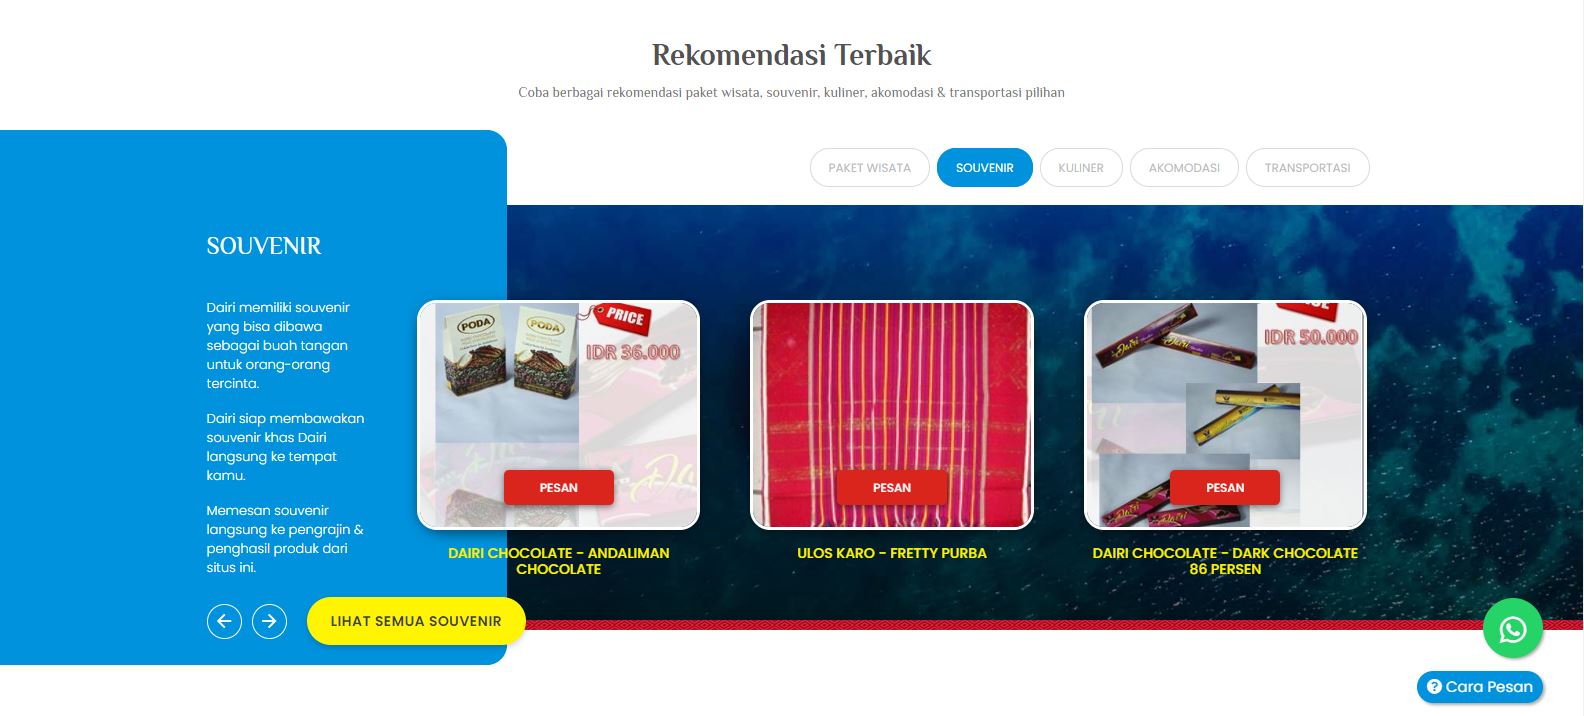 Rekomendasi Terbaik
Coba berbagai rekomendasi paket wisata, souvenir, kuliner, akomodasi & transportasi pilihan
PAKET WISATA
SOUVENIR
KULINER
AKOMODASI
TRANSPORTASI
SOUVENIR
Dairi memiliki souvenir
yang bisa dibawa
sebagai buah tangan
untuk orang-orang
tercinta.
Dairi siap membawakan
souvenir khas Dairi
langsung ke tempat
kamu.
Memesan souvenir
langsung ke pengrajin &
penghasil produk dari
situs ini.
PODA
PODA
PRICE
IDR 36.000
PESAN
DAIRI CHOCOLATE - ANDALIMAN
CHOCOLATE
PESAN
ULOS KARO - FRETTY PURBA
Dairi
Dairi
IDR 50.000
PESAN
DAIRI CHOCOLATE - DARK CHOCOLATE
86 PERSEN
LIHAT SEMUA SOUVENIR
Cara Pesan